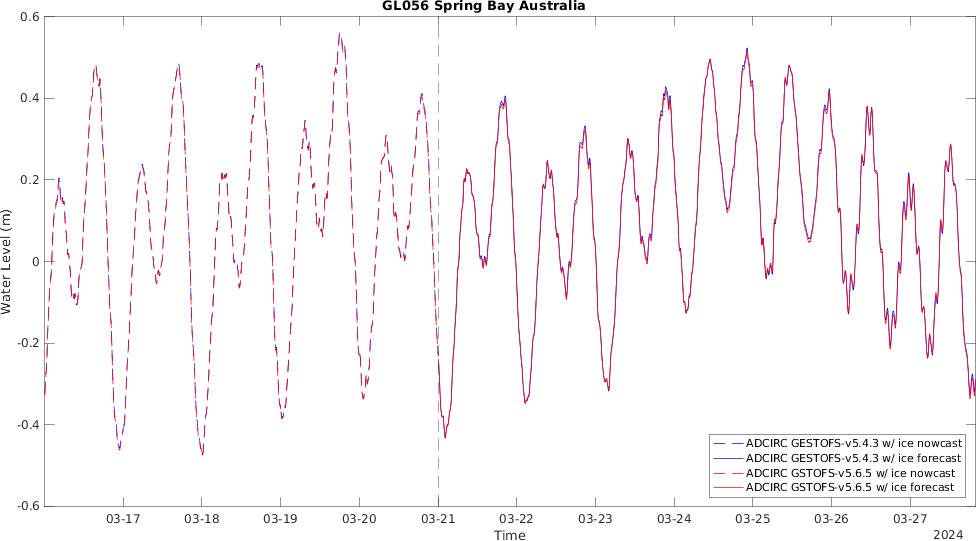 GL056 Spring Bay Australia
0.6
0.4
0.2
0
-0.2
-0.4
-0.6
Water Level (m)
03-17 03-18 03-19 03-20 03-21 03-22 03-23 03-24 03-25 03-26 03-27
Time
2024
ADCIRC GESTOFS-v5.4.3 w/ ice nowcast
ADCIRC GESTOFS-v5.4.3 w/ ice forecast
ADCIRC GSTOFS-v5.6.5 w/ ice nowcast
ADCIRC GSTOFS-v5.6.5 w/ ice forecast